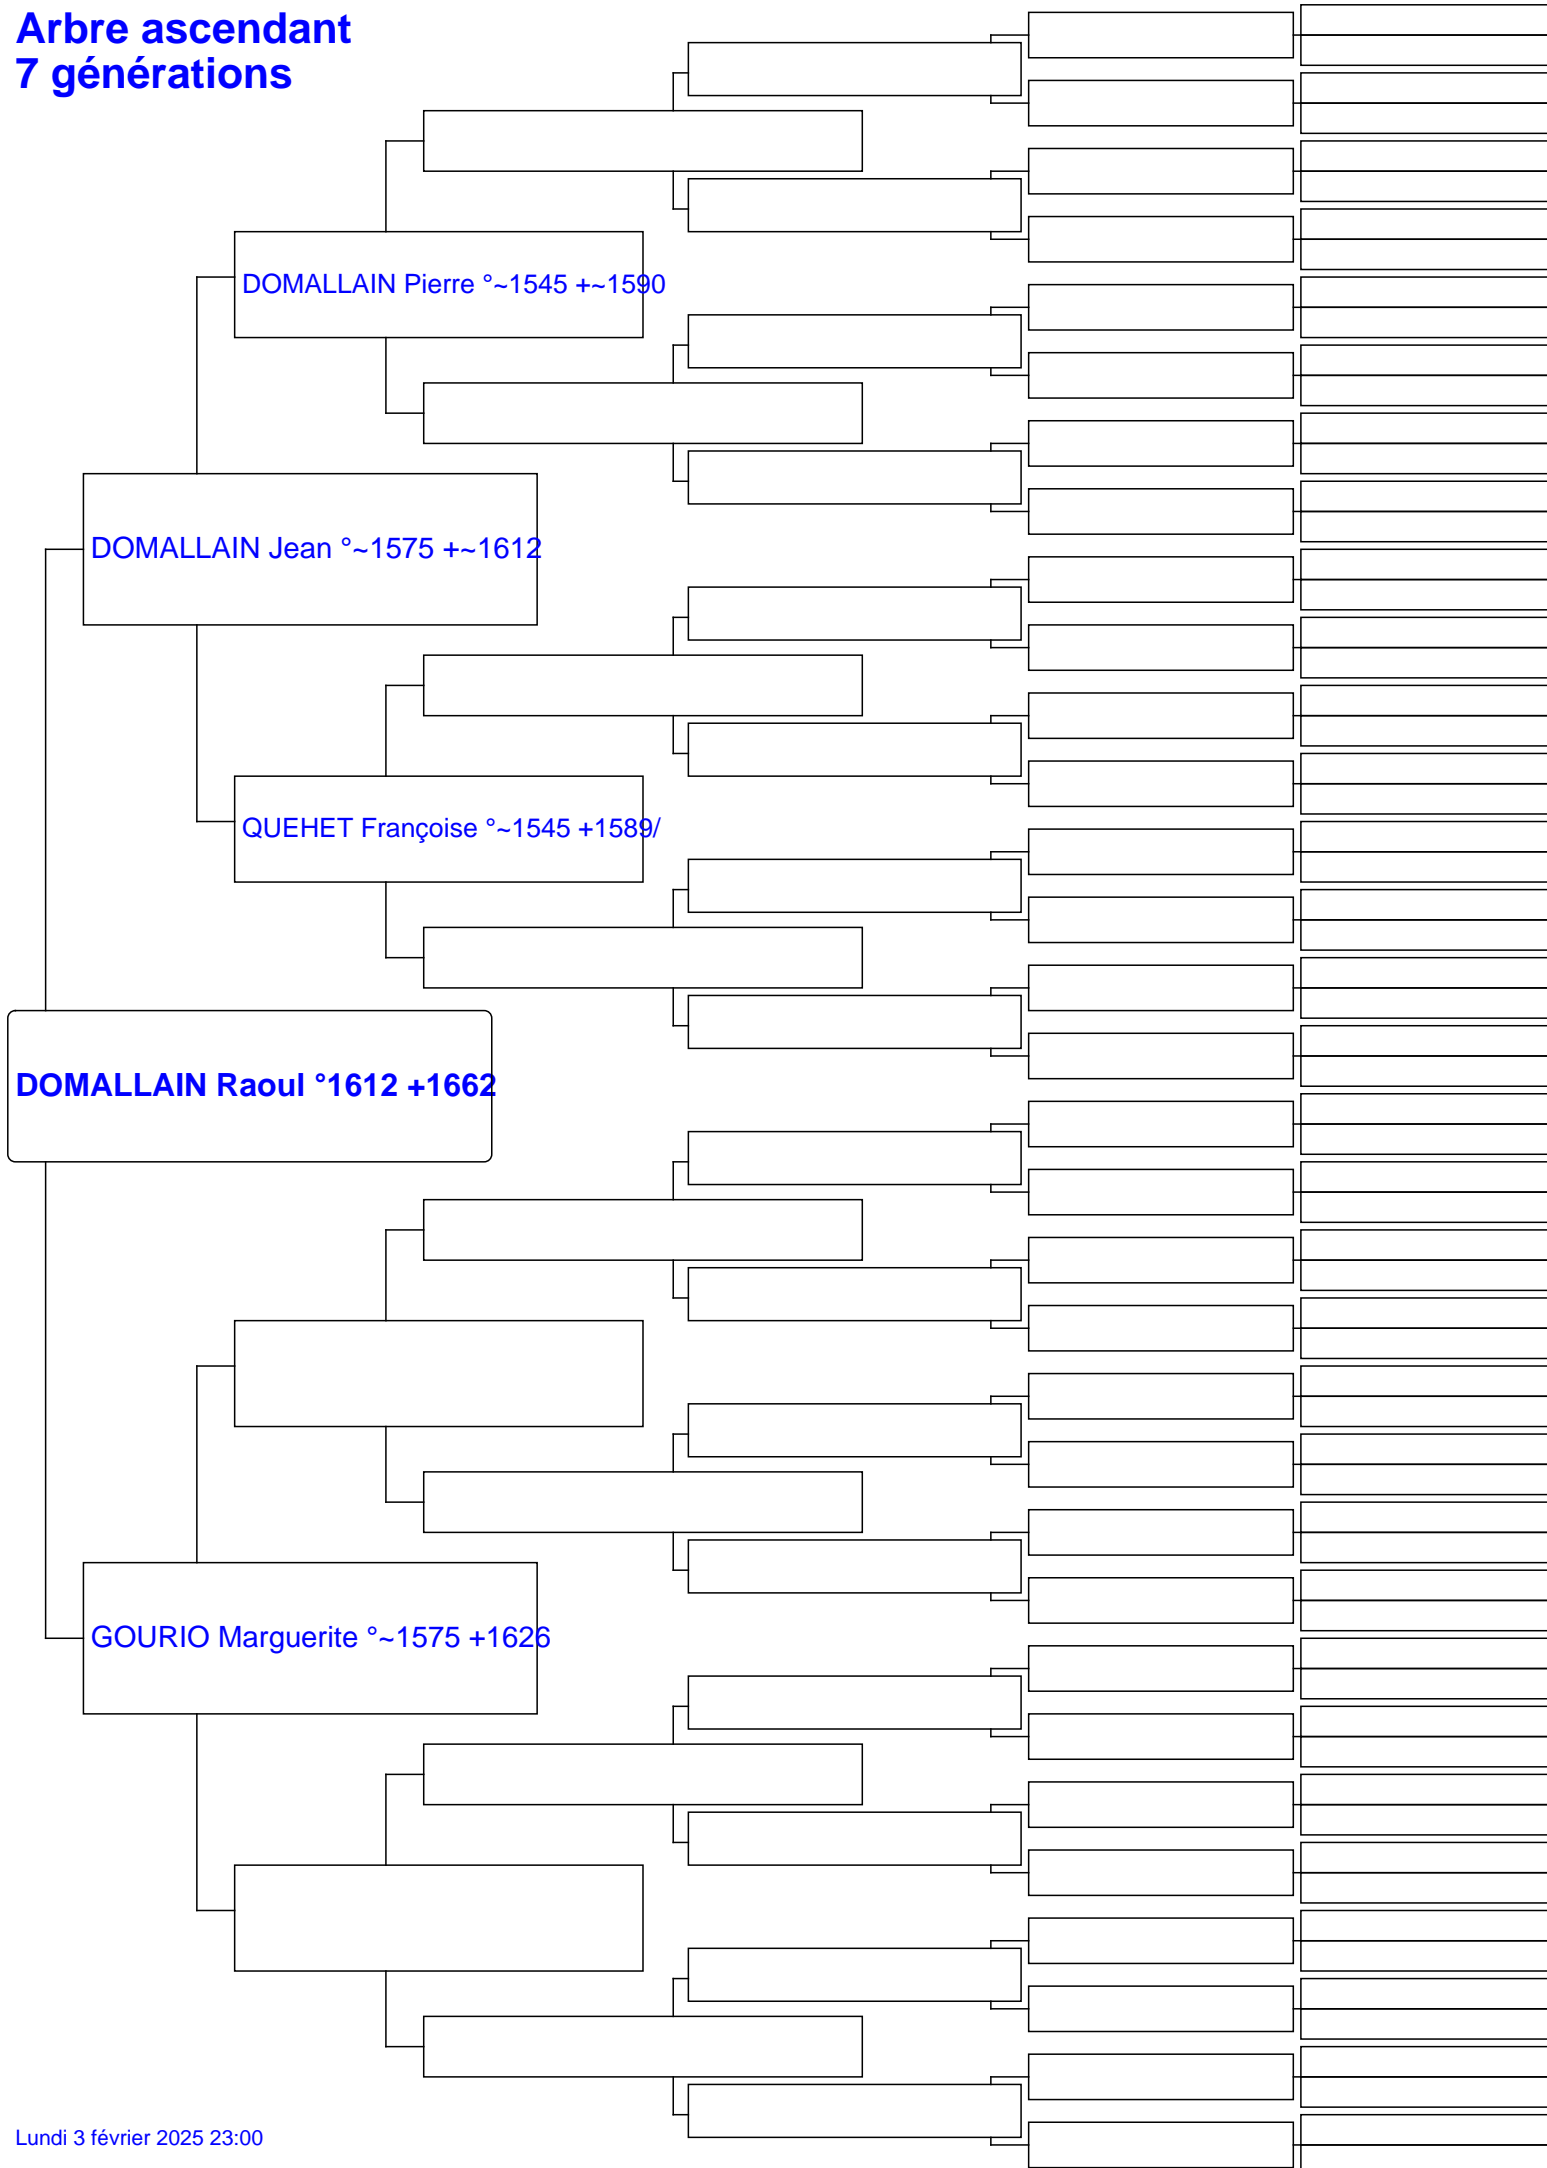 Arbre ascendant
7 générations
DOMALLAIN Pierre °~1545 +~1590
DOMALLAIN Jean °~1575 +~1612
QUEHET Françoise °~1545 +1589/
DOMALLAIN Raoul °1612 +1662
GOURIO Marguerite °~1575 +1626
Lundi 3 février 2025 23:00